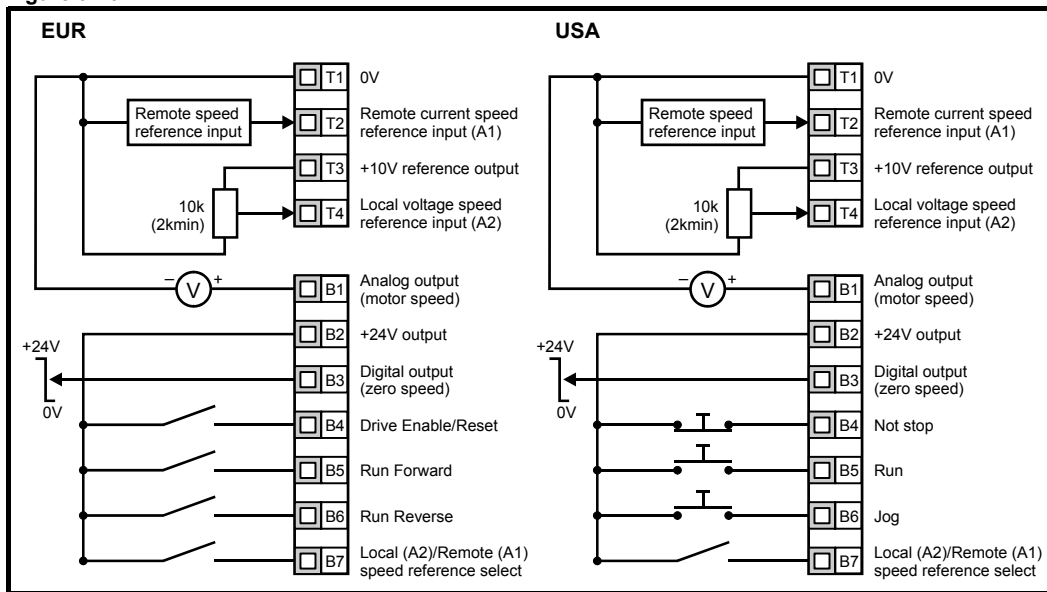 EUR
T1 0V
Remote speed
reference input
T2 Remote current speed
reference input (A1)
T3 +10V reference output
10k
(2kmin)
T4 Local voltage speed
reference input (A2)
– V +
B1 Analog output
(motor speed)
B2 +24V output
+24V
0V
B3 Digital output
(zero speed)
B4 Drive Enable/Reset
B5 Run Forward
B6 Run Reverse
B7 Local (A2)/Remote (A1)
speed reference select
USA
T1 0V
Remote speed
reference input
T2 Remote current speed
reference input (A1)
T3 +10V reference output
10k
(2kmin)
T4 Local voltage speed
reference input (A2)
– V +
B1 Analog output
(motor speed)
B2 +24V output
+24V
0V
B3 Digital output
(zero speed)
B4 Not stop
B5 Run
B6 Jog
B7 Local (A2)/Remote (A1)
speed reference select